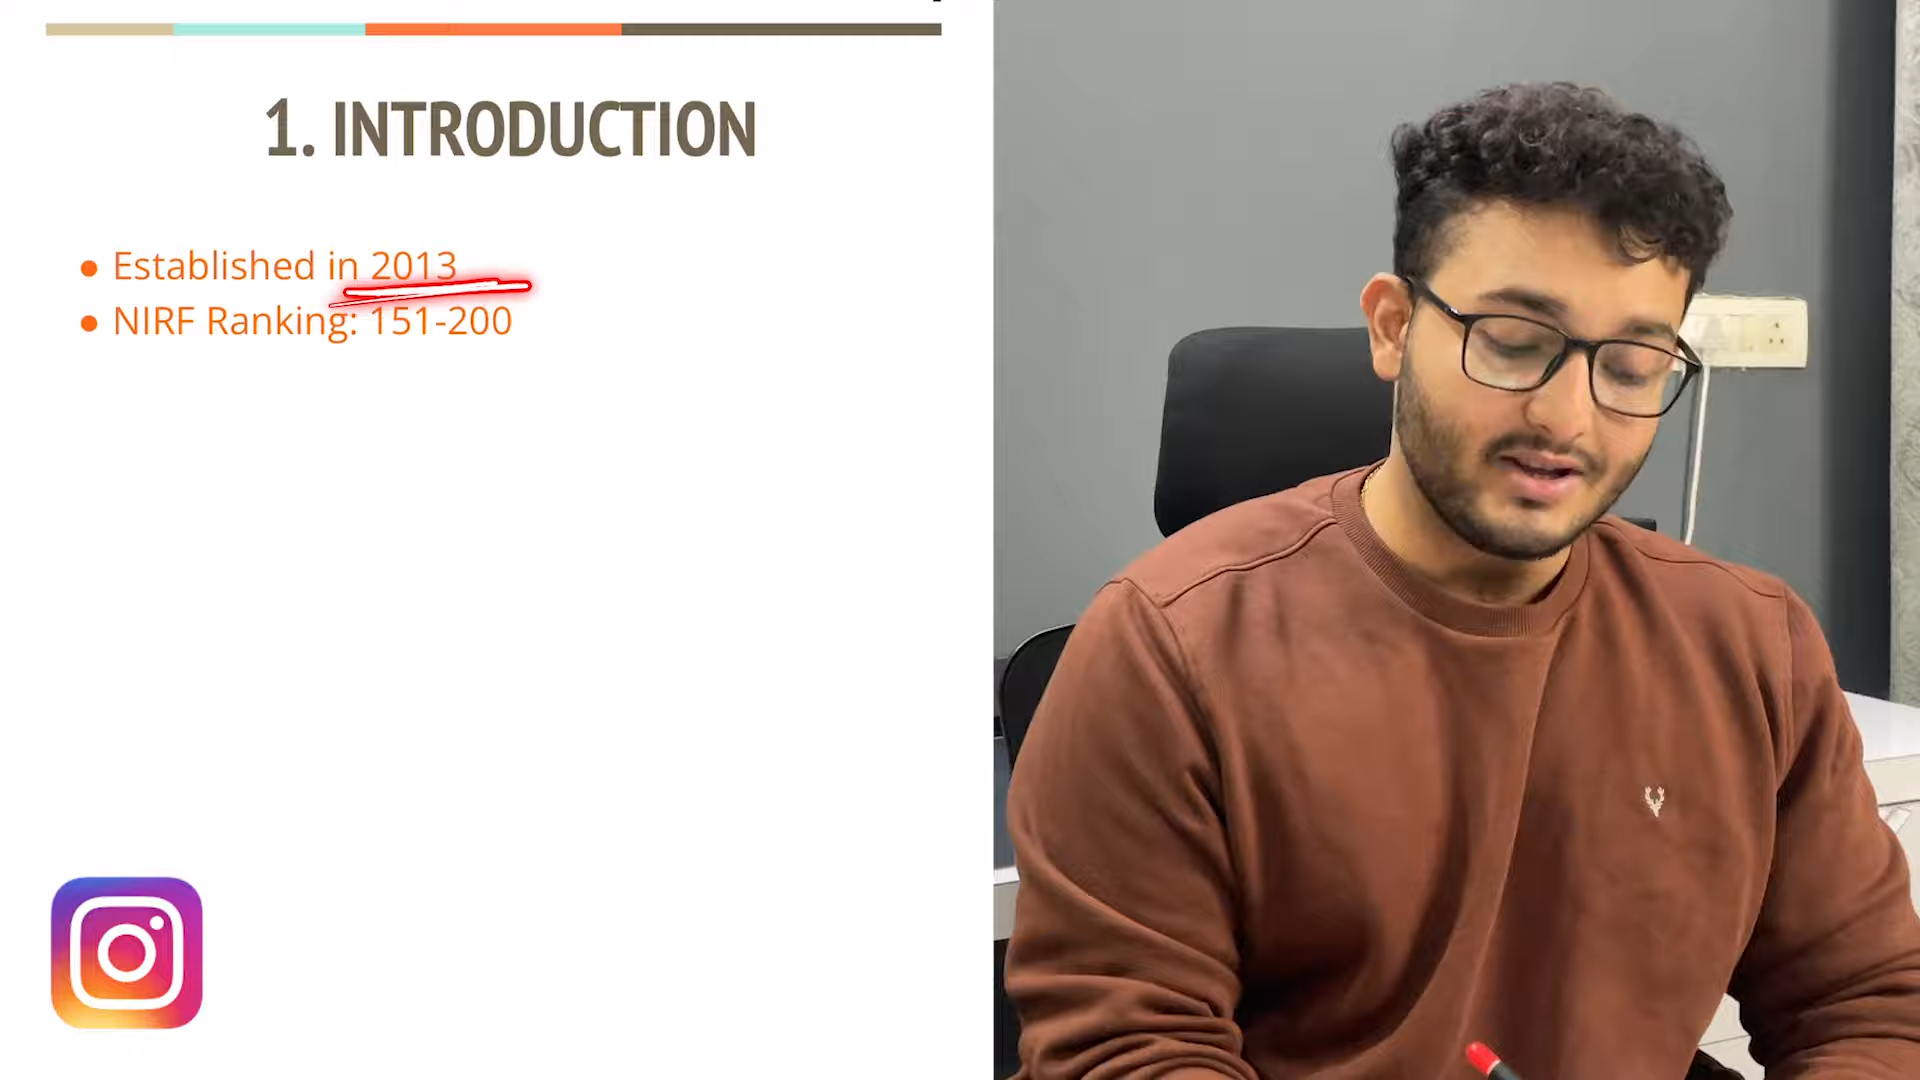 1. INTRODUCTION
● Established in 2013
● NIRF Ranking: 151-200